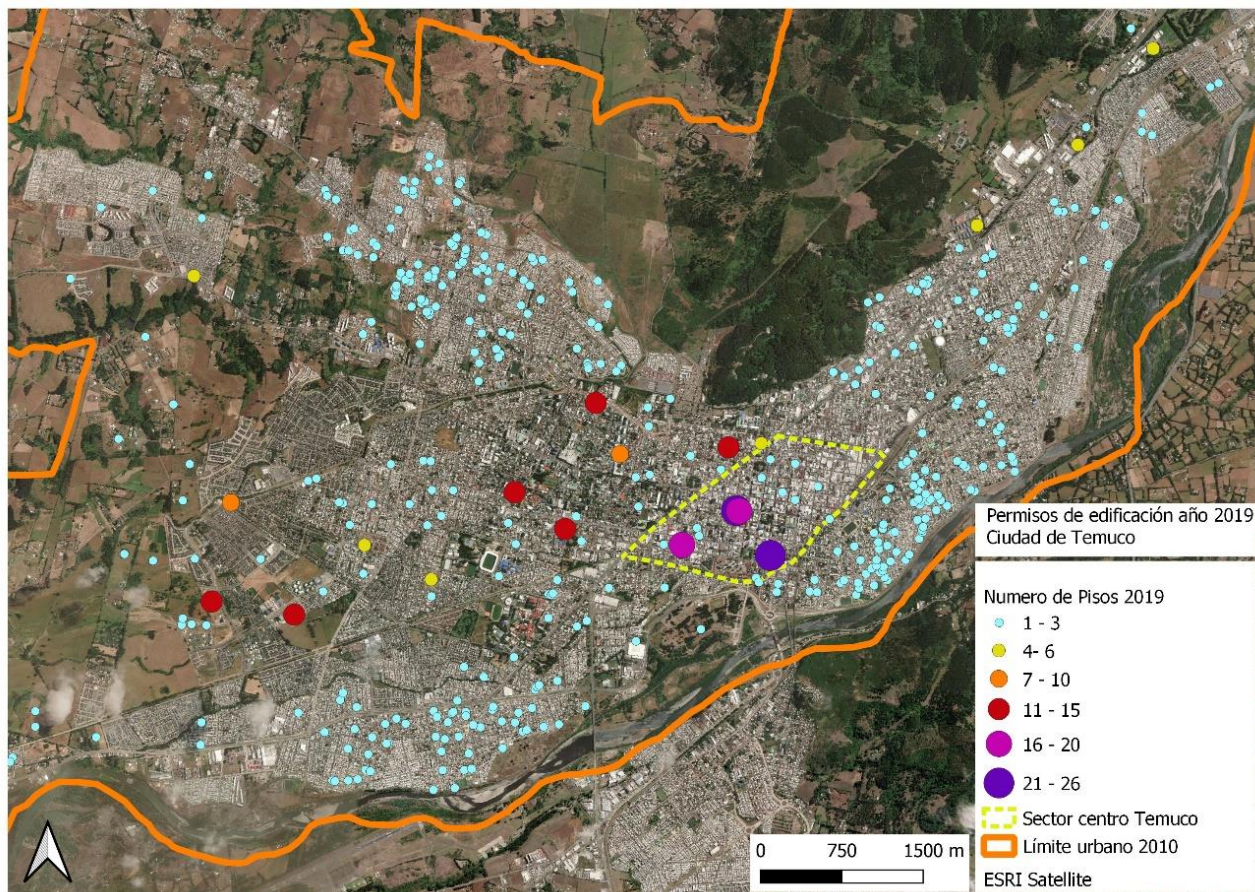 Permisos de edificación año 2019
Ciudad de Temuco
Numero de Pisos 2019
1 - 3
4- 6
7 - 10
11 - 15
16 - 20
21 - 26
Sector centro Temuco
Límite urbano 2010
ESRI Satellite
0 750 1500 m